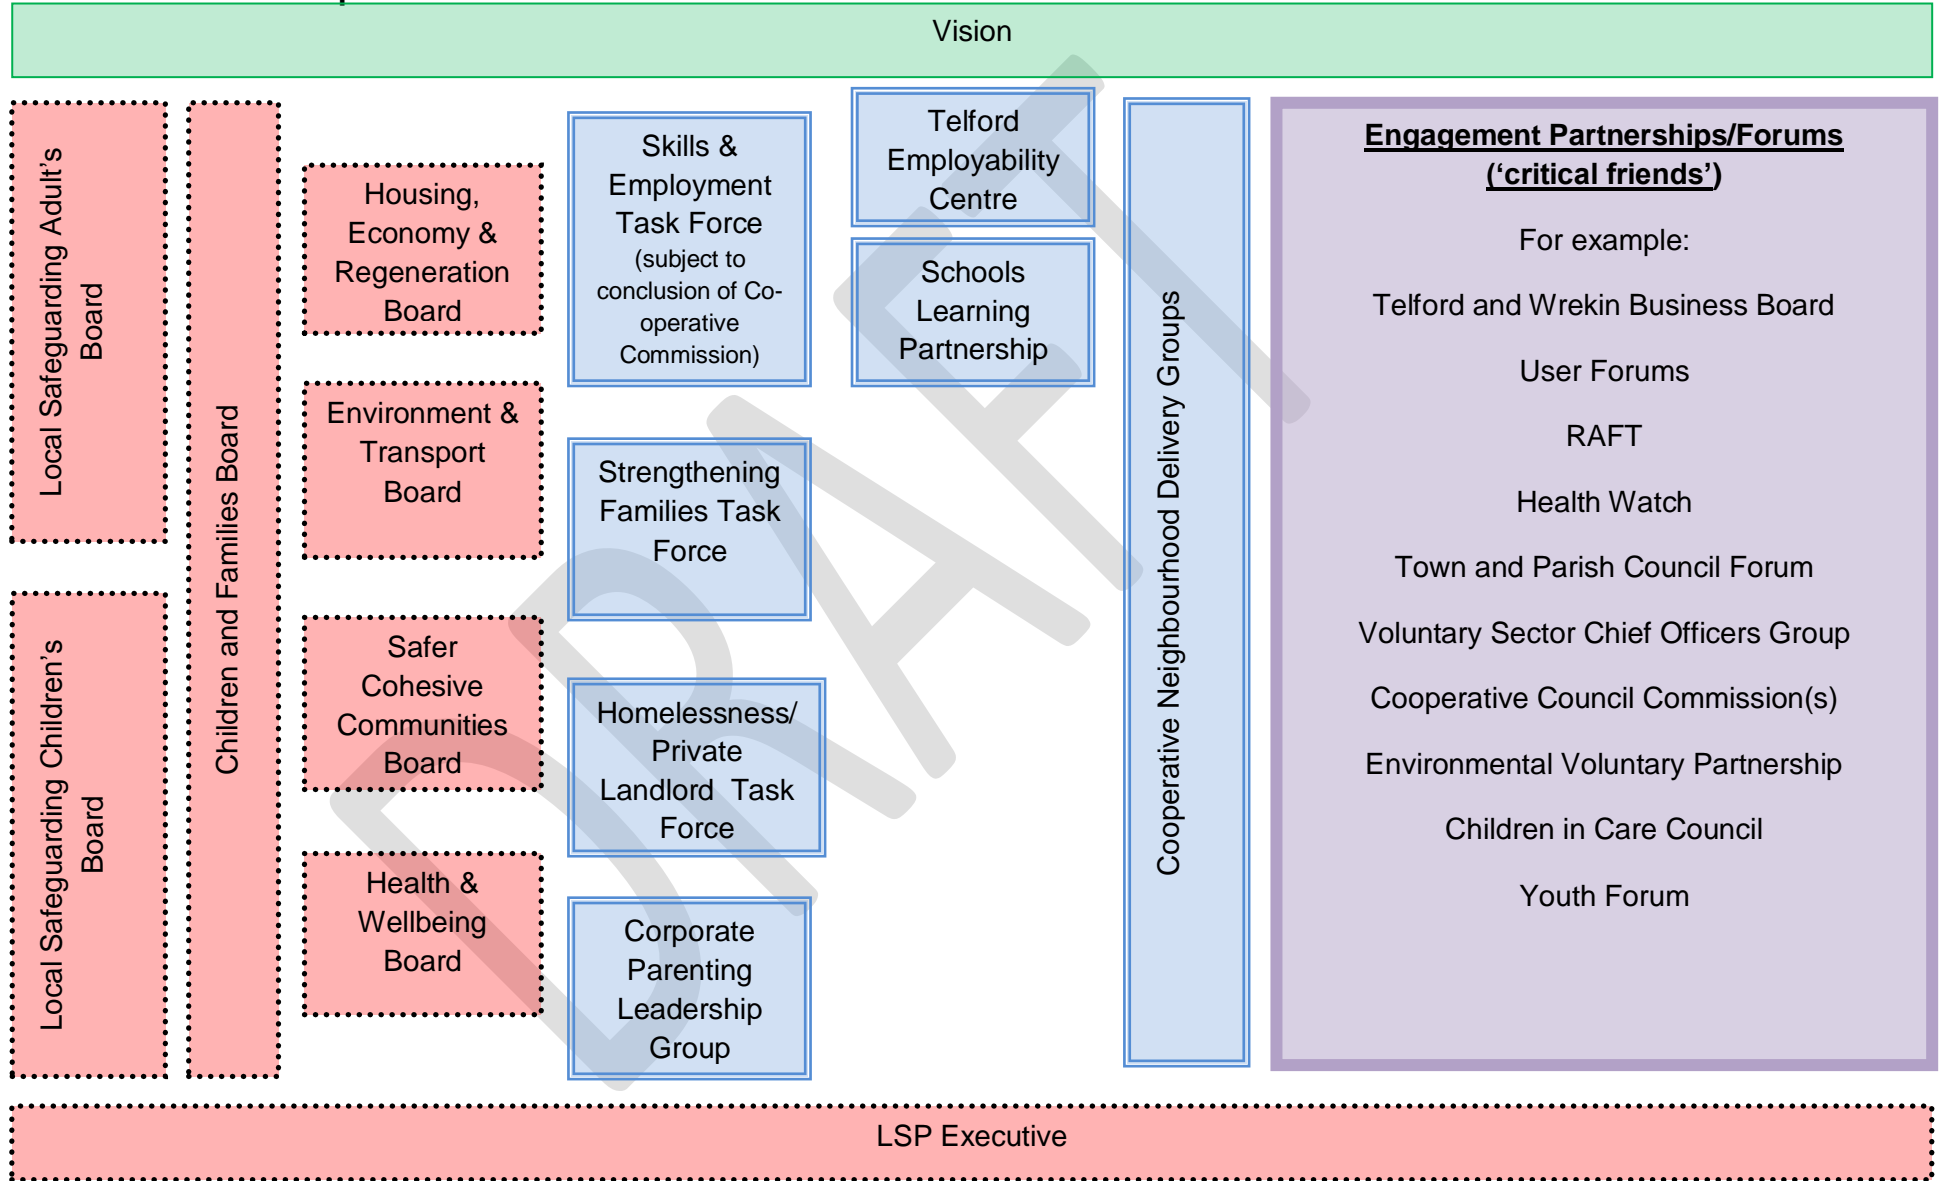 Vision
Local Safeguarding Adult’s
Board
Local Safeguarding Children’s
Board
Children and Families Board
Housing,
Economy &
Regeneration
Board
Environment &
Transport
Board
Safer
Cohesive
Communities
Board
Health &
Wellbeing
Board
Skills &
Employment
Task Force
(subject to
conclusion of Co-
operative
Commission)
Strengthening
Families Task
Force
Homelessness/
Private
Landlord Task
Force
Corporate
Parenting
Leadership
Group
Telford
Employability
Centre
Schools
Learning
Partnership
Cooperative Neighbourhood Delivery Groups
Engagement Partnerships/Forums
(‘critical friends’)
For example:
Telford and Wrekin Business Board
User Forums
RAFT
Health Watch
Town and Parish Council Forum
Voluntary Sector Chief Officers Group
Cooperative Council Commission(s)
Environmental Voluntary Partnership
Children in Care Council
Youth Forum
LSP Executive
DRAFT